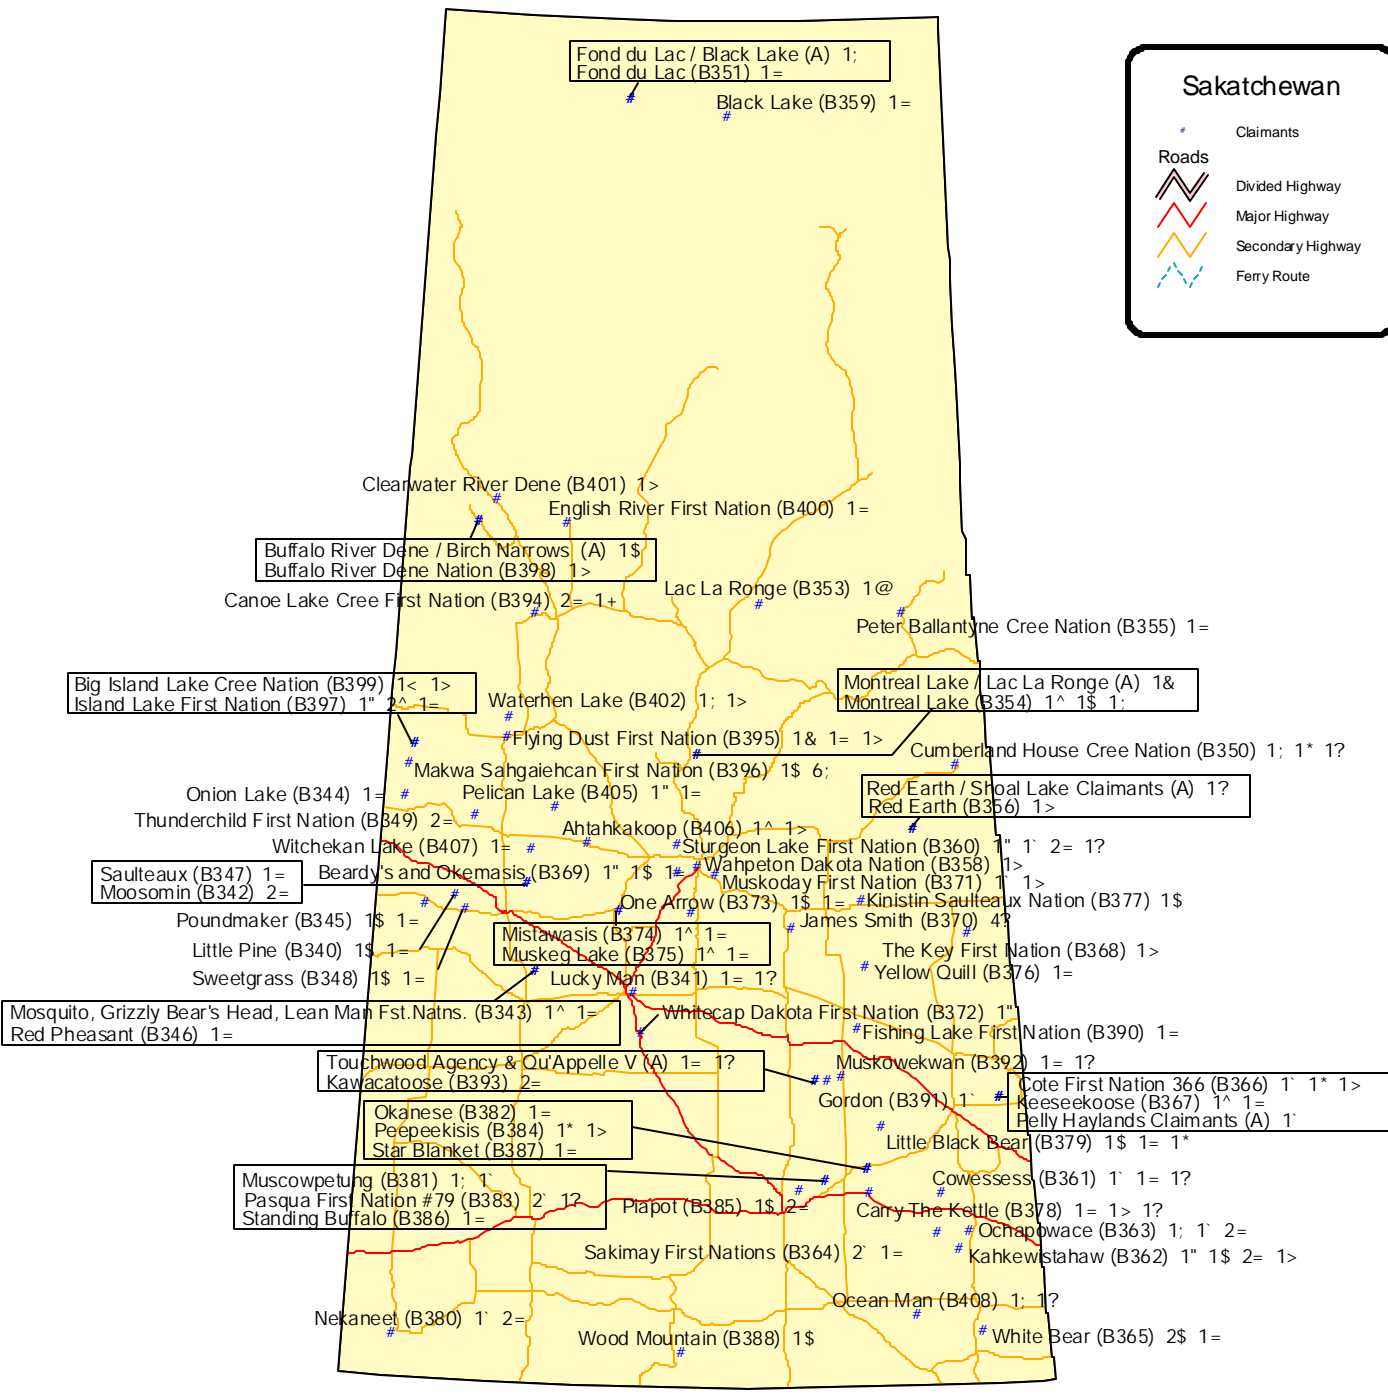 Fond du Lac / Black Lake (A)  1;
Fond du Lac (B351)  1=
Black Lake (B359)  1=
Sakatchewan
Claimants
Roads
Divided Highway
Major Highway
Secondary Highway
Ferry Route
Clearwater River Dene (B401)  1>
English River First Nation (B400)  1=
Buffalo River Dene / Birch Narrows  (A)  1$
Buffalo River Dene Nation (B398)  1>
Lac La Ronge (B353)  1@
Canoe Lake Cree First Nation (B394)  2=  1+
Peter Ballantyne Cree Nation (B355)  1=
Big Island Lake Cree Nation (B399)  1<  1>
Island Lake First Nation (B397)  1"  2^  1=
Montreal Lake / Lac La Ronge (A)  1&
Montreal Lake (B354)  1^  1$  1;
Waterhen Lake (B402)  1;  1>
Flying Dust First Nation (B395)  1&  1=  1>
Cumberland House Cree Nation (B350)  1;  1*  1?
Makwa Sahgaiehcan First Nation (B396)  1$  6;
Onion Lake (B344)  1=
Pelican Lake (B405)  1"  1=
Red Earth / Shoal Lake Claimants (A)  1?
Red Earth (B356)  1>
Thunderchild First Nation (B349)  2=
Ahtahkakoop (B406)  1^  1>
Witchekan Lake (B407)  1=
Sturgeon Lake First Nation (B360)  1"  1`  2=  1?
Wahpeton Dakota Nation (B358)  1>
Saulteaux (B347)  1=
Moosomin (B342)  2=
Beardy's and Okemasis (B369)  1"  1$  1=
Muskoday First Nation (B371)  1`  1>
One Arrow (B373)  1$  1=
Kinistin Saulteaux Nation (B377)  1$
Poundmaker (B345)  1$  1=
James Smith (B370)  4?
Mistawasis (B374)  1^  1=
Muskeg Lake (B375)  1^  1=
Little Pine (B340)  1$  1=
The Key First Nation (B368)  1>
Sweetgrass (B348)  1$  1=
Lucky Man (B341)  1=  1?
Yellow Quill (B376)  1=
Mosquito, Grizzly Bear's Head, Lean Man Fst.Natns. (B343)  1^  1=
Red Pheasant (B346)  1=
Whitecap Dakota First Nation (B372)  1"
Fishing Lake First Nation (B390)  1=
Touchwood Agency & Qu'Appelle V (A)  1=  1?
Kawacatoose (B393)  2=
Muskowekwan (B392)  1=  1?
Cote First Nation 366 (B366)  1`  1*  1>
Keeseekoose (B367)  1^  1=
Pelly Haylands Claimants (A)  1`
Gordon (B391)  1`
Okanese (B382)  1=
Peepeekisis (B384)  1*  1>
Star Blanket (B387)  1=
Little Black Bear (B379)  1$  1=  1*
Muscowpetung (B381)  1;  1`
Pasqua First Nation #79 (B383)  2`  1?
Standing Buffalo (B386)  1=
Cowessess (B361)  1`  1=  1?
Piapot (B385)  1$  2=
Carry The Kettle (B378)  1=  1>  1?
Ochapowace (B363)  1;  1`  2=
Sakimay First Nations (B364)  2`  1=
Kahkewistahaw (B362)  1"  1$  2=  1>
Ocean Man (B408)  1;  1?
Nekaneet (B380)  1`  2=
Wood Mountain (B388)  1$
White Bear (B365)  2$  1=